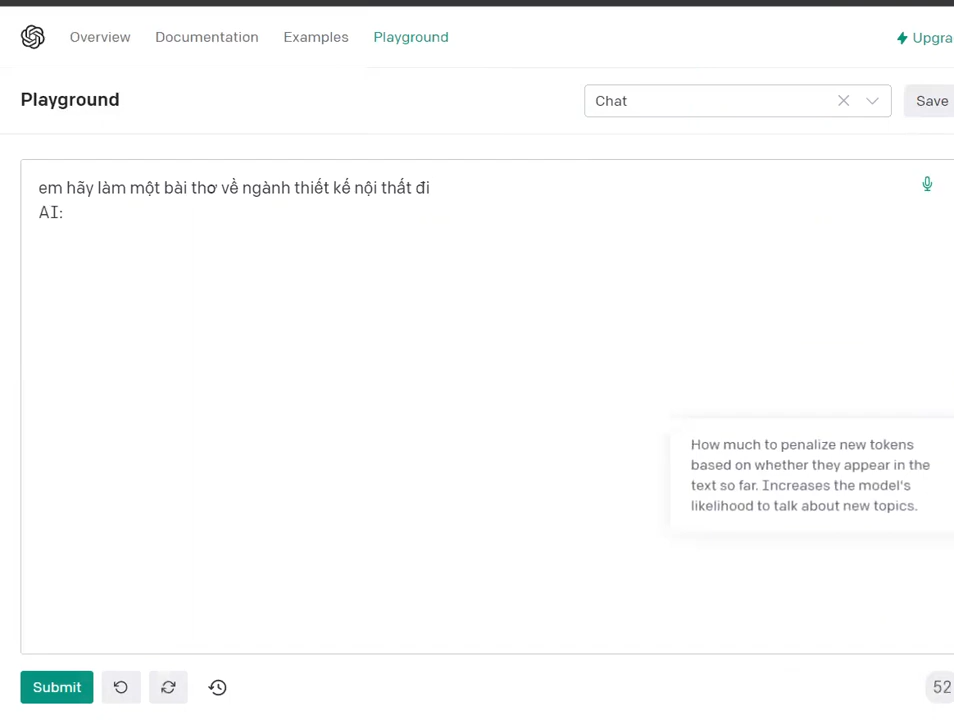 Overview Documentation Examples Playground
Playground
Chat
Save
em hãy làm một bài thơ về ngành thiết kế nội thất đi
AI:
How much to penalize new tokens
based on whether they appear in the
text so far. Increases the model's
likelihood to talk about new topics.
Submit
52